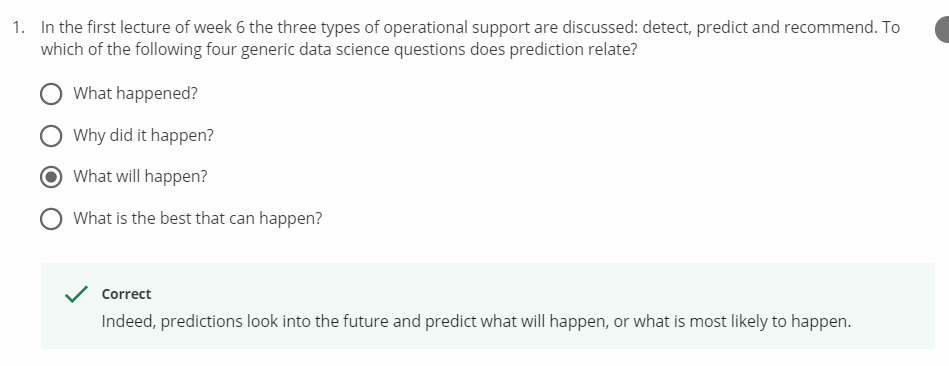 1. In the first lecture of week 6 the three types of operational support are discussed: detect, predict and recommend. To
which of the following four generic data science questions does prediction relate?
What happened?
Why did it happen?
What will happen?
What is the best that can happen?
Correct
Indeed, predictions look into the future and predict what will happen, or what is most likely to happen.